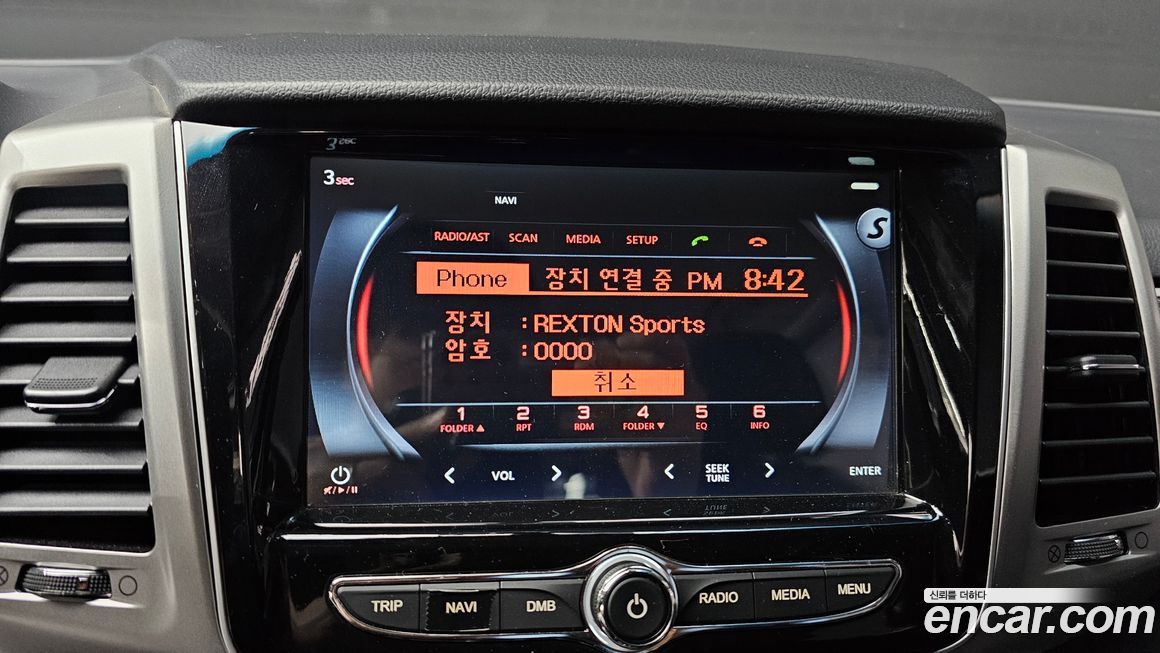 3 sec
NAVI
S
RADIO/AST SCAN MEDIA SETUP
Phone 장치 연결 중 PM 8:42
장치 : REXTON Sports
암호 : 0000
취소
1 2 3 4 5 6
FOLDER ▲ RPT RDM FOLDER ▼ EQ INFO
< VOL > < SEEK TUNE > ENTER
TRIP NAVI DMB RADIO MEDIA MENU
신뢰를 더하다
encar.com